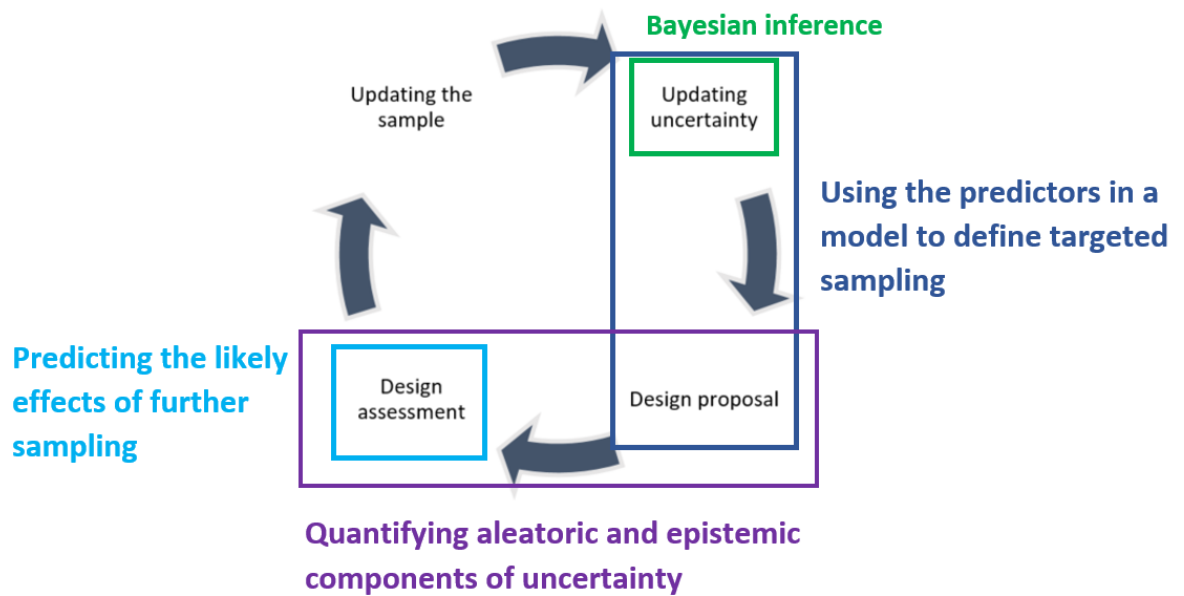 Bayesian inference
Updating the
sample
Updating
uncertainty
Using the predictors in a
model to define targeted
sampling
Predicting the likely
effects of further
sampling
Design
assessment
Design proposal
Quantifying aleatoric and epistemic
components of uncertainty